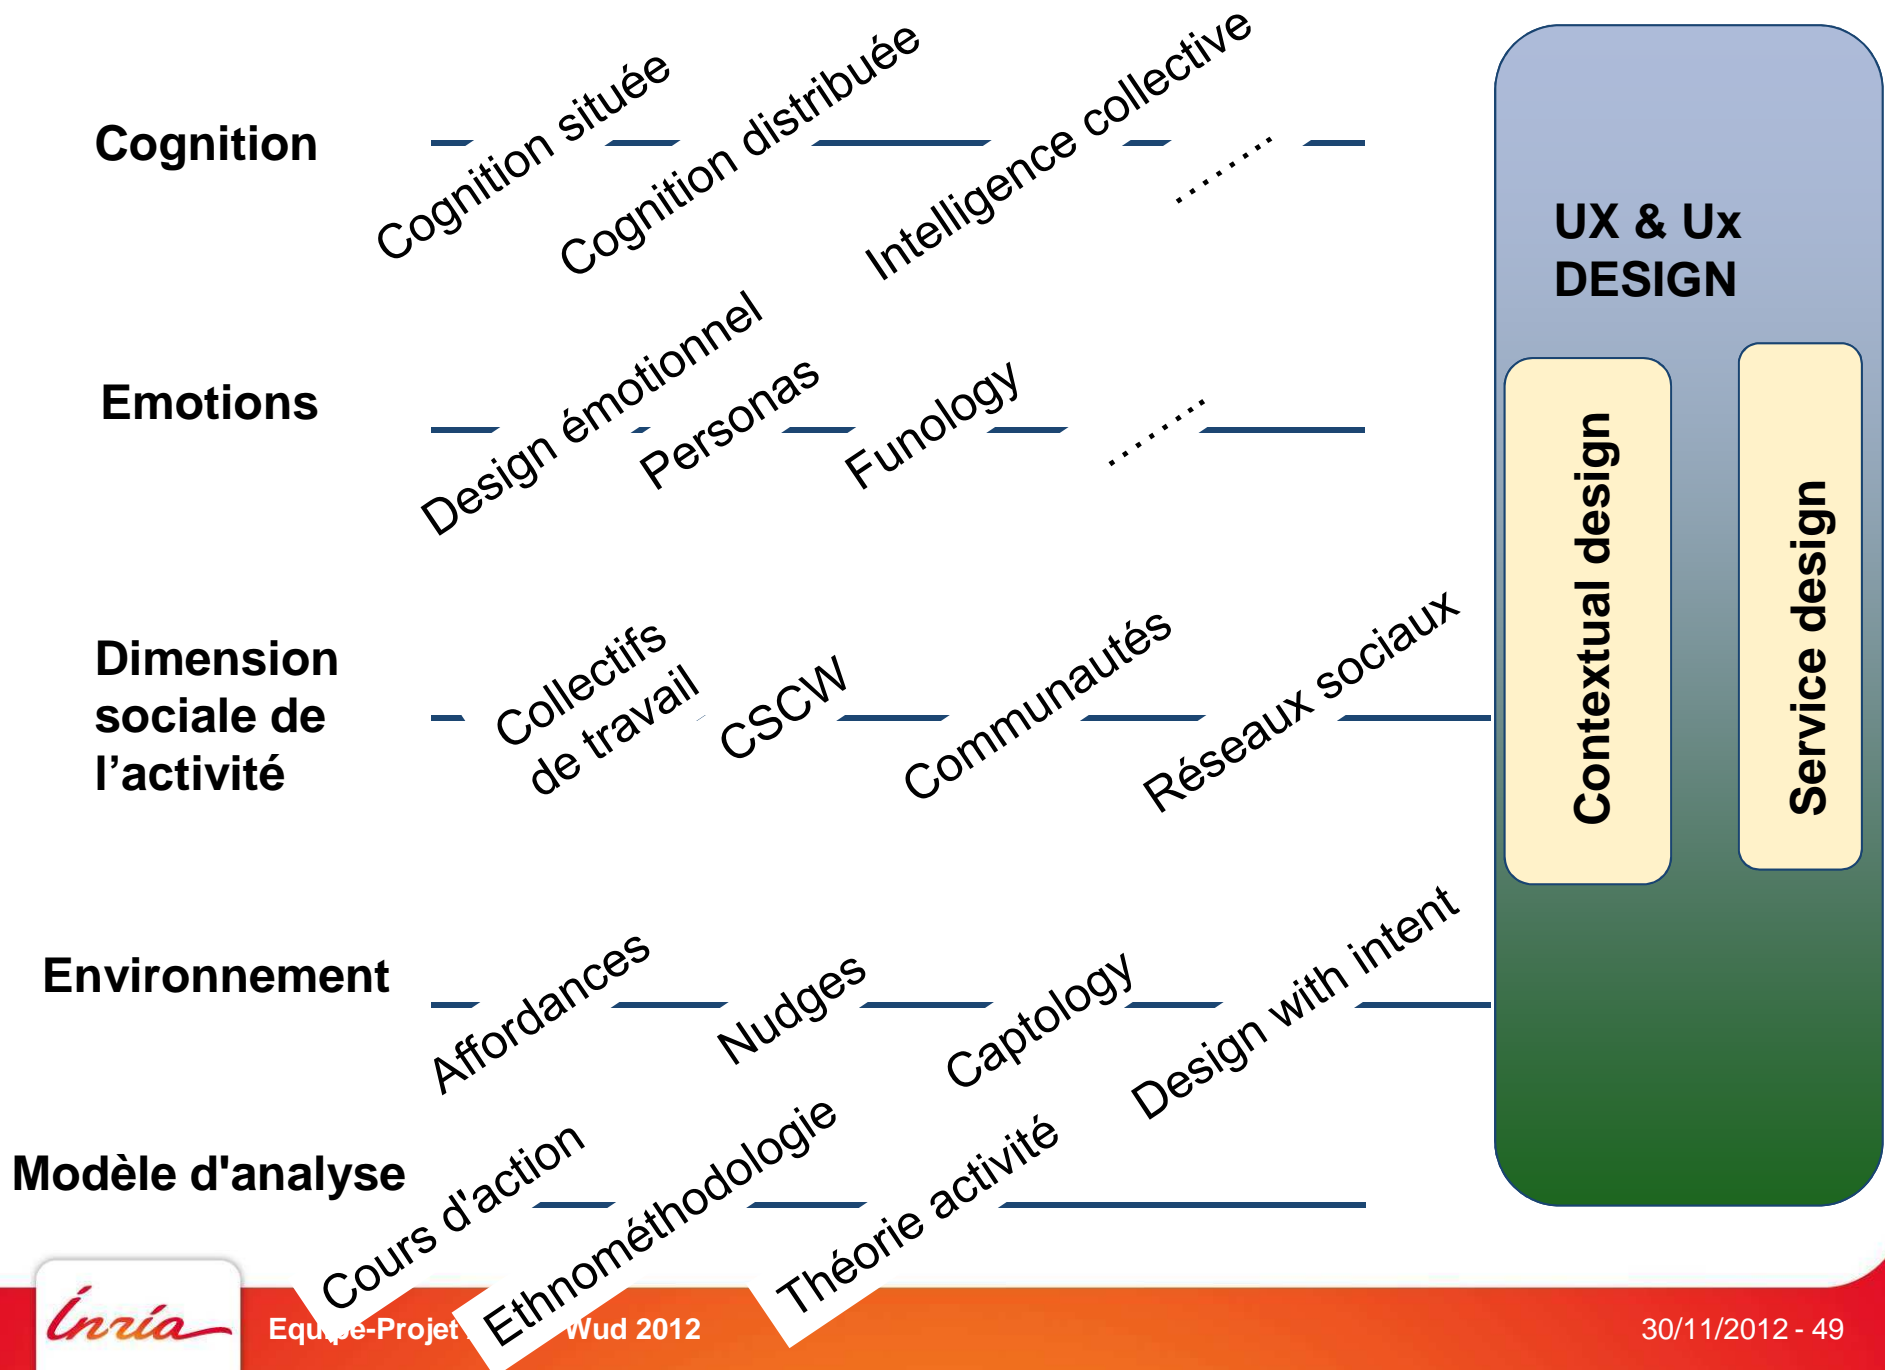 Cognition
Cognition située
Cognition distribuée
Intelligence collective
…….
Emotions
Design émotionnel
Personas
Funology
…….
Dimension
sociale de
l’activité
Collectifs
de travail
CSCW
Communautés
Réseaux sociaux
Environnement
Affordances
Nudges
Captology
Design with intent
Modèle d'analyse
Cours d'action
Ethnométhodologie
Théorie activité
UX & Ux
DESIGN
Contextual design
Service design
Inria
Equipe-Projet Wud 2012
30/11/2012 - 49